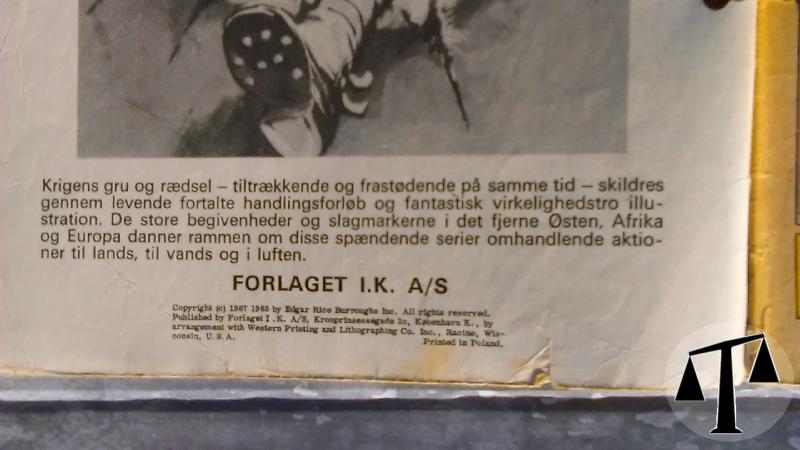 Krigens gru og rædsel – tiltrækkende og frastødende på samme tid – skildres
gennem levende fortalte handlingsforløb og fantastisk virkelighedstro illu-
stration. De store begivenheder og slagmarkerne i det fjerne Østen, Afrika
og Europa danner rammen om disse spændende serier omhandlende aktio-
ner til lands, til vands og i luften.
FORLAGET I.K. A/S
Copyright (c) 1967 1965 by Edgar Rice Burroughs Inc. All rights reserved.
Published by Forlaget I .K. A/S, Kronprinsessegade 2c, København K., by
arrangement with Western Printing and Lithographing Co. Inc., Racine, Wis-
consin, U. S. A.
Printed in Poland.